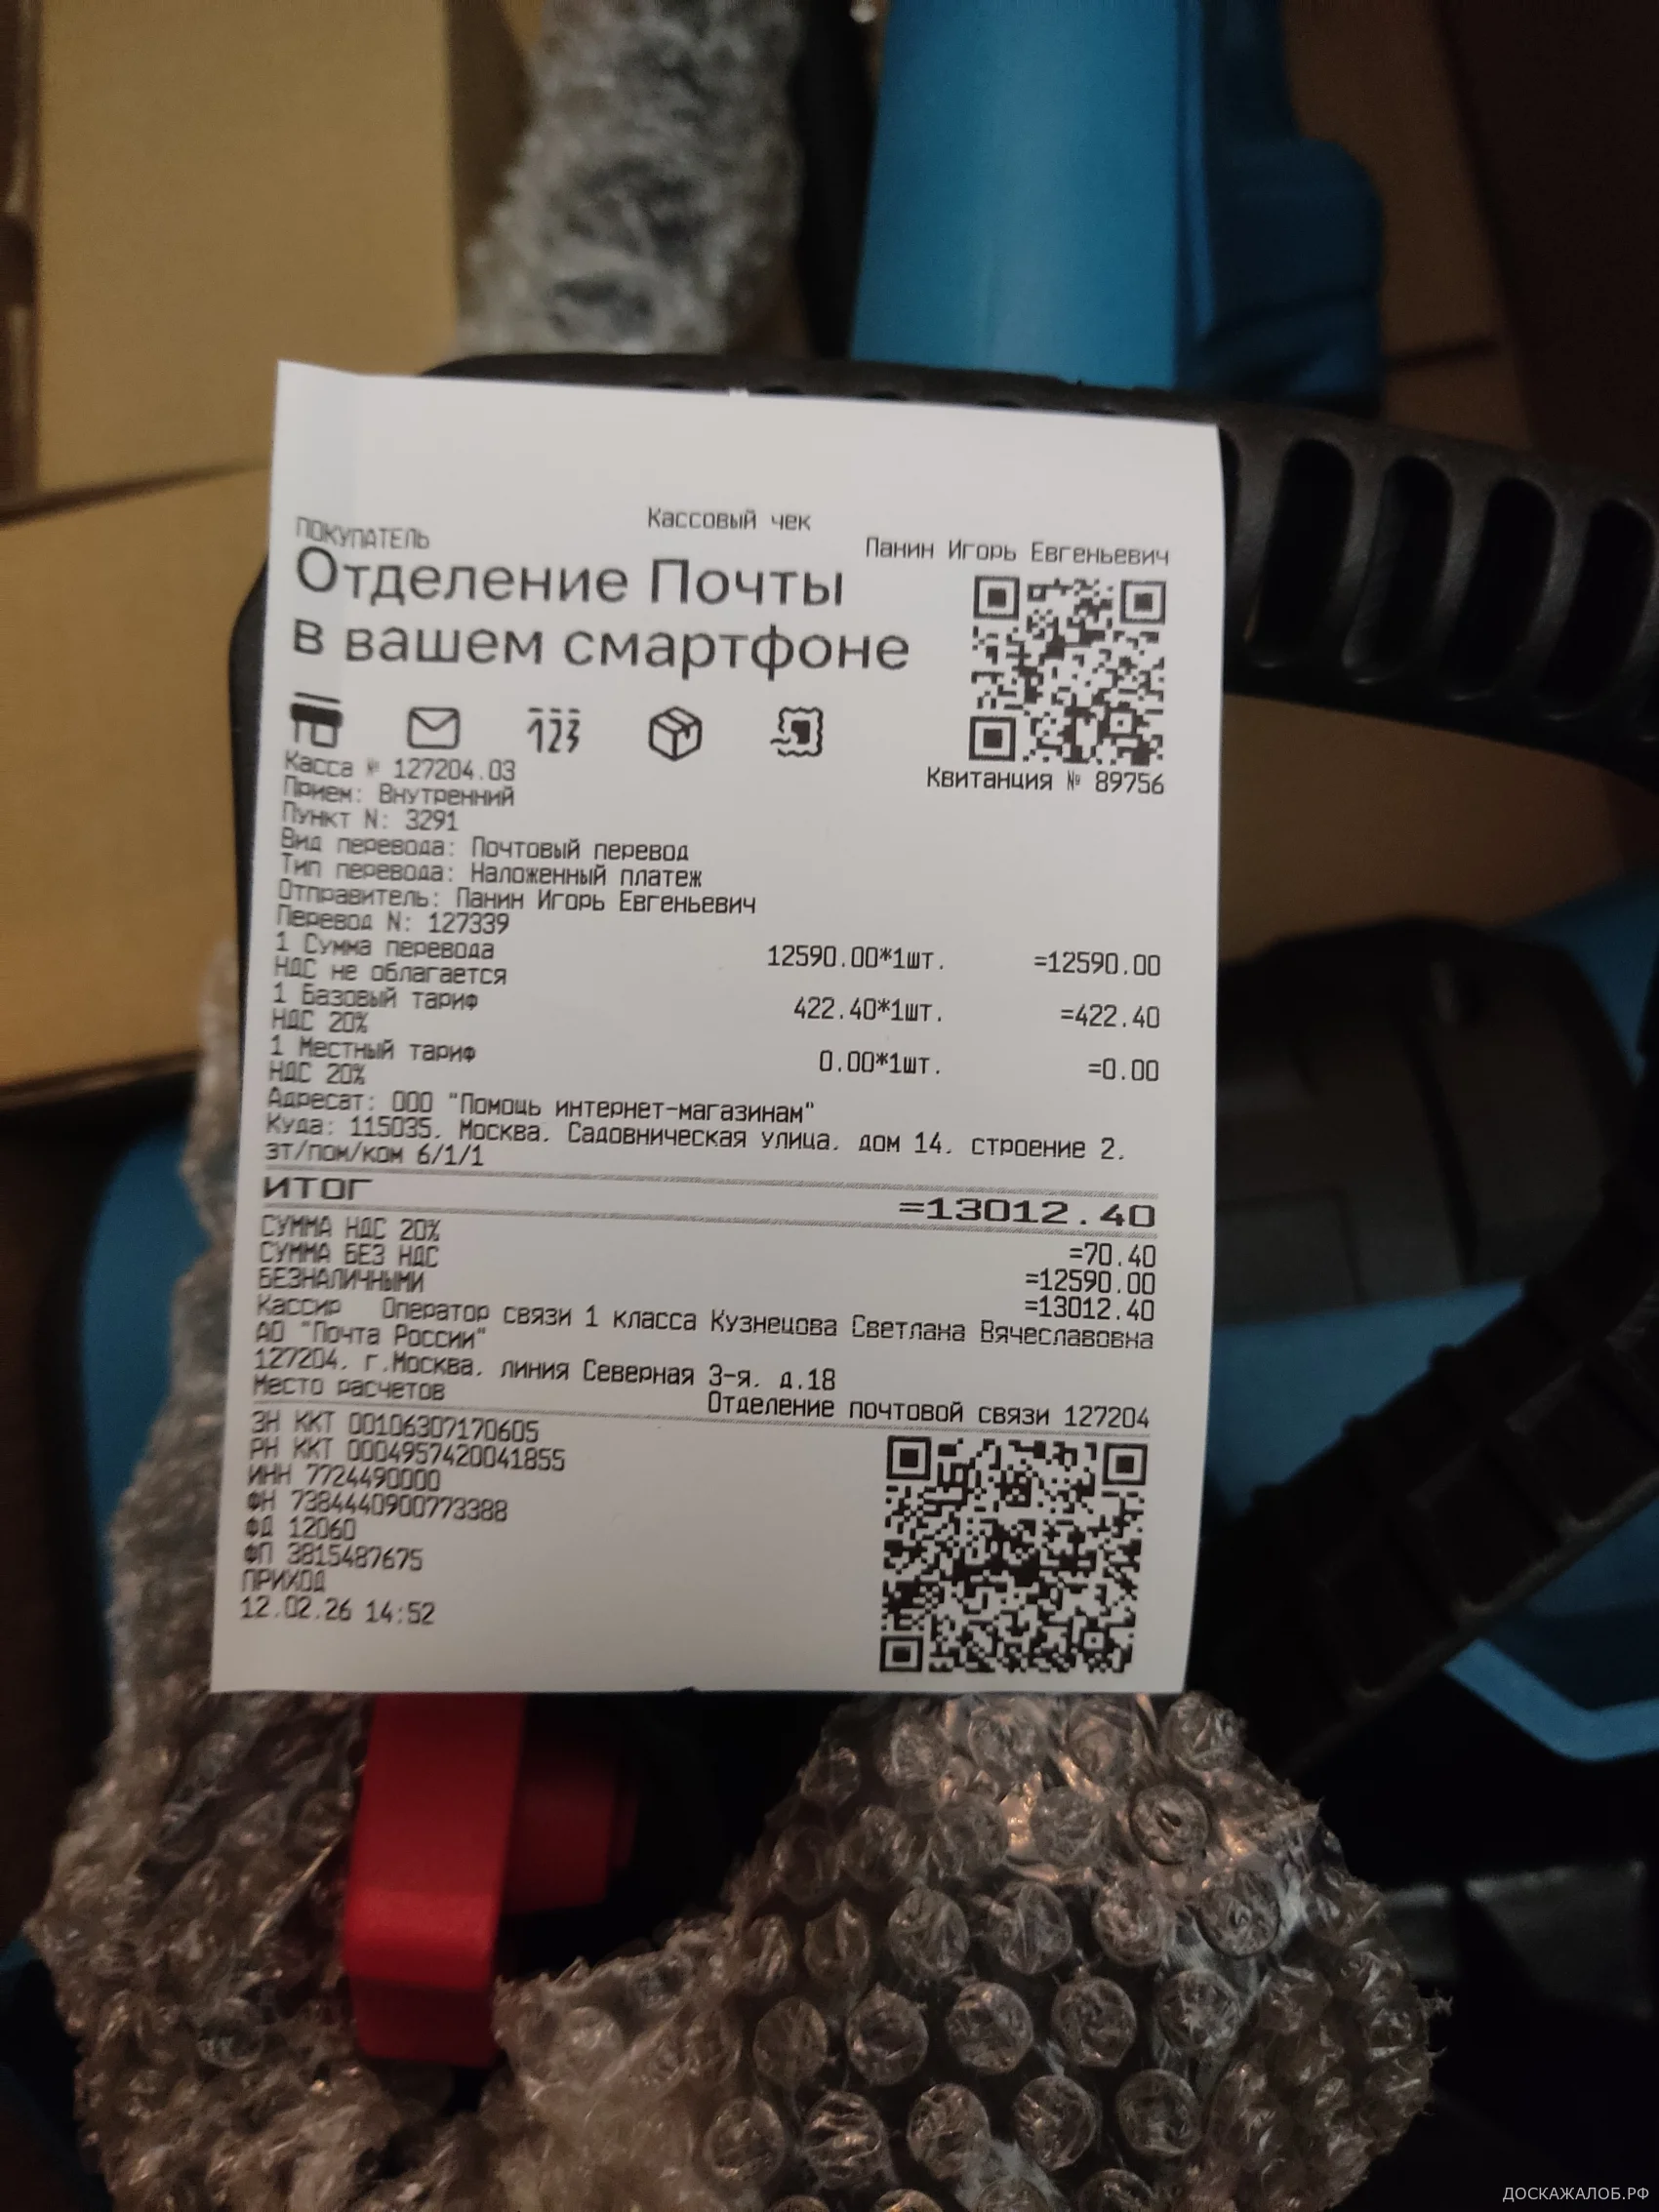 Кассовый чек
ПОКУПАТЕЛЬ Панин Игорь Евгеньевич
Отделение Почты
в вашем смартфоне
123
Касса № 127204.03 Квитанция № 89756
Прием: Внутренний
Пункт N: 3291
Вид перевода: Почтовый перевод
Тип перевода: Наложенный платеж
Отправитель: Панин Игорь Евгеньевич
Перевод N: 127339
1 Сумма перевода 12590.00*1шт. =12590.00
НДС не облагается
1 Базовый тариф 422.40*1шт. =422.40
НДС 20%
1 Местный тариф 0.00*1шт. =0.00
НДС 20%
Адресат: ООО "Помощь интернет-магазинам"
Куда: 115035, Москва, Садовническая улица, дом 14, строение 2,
эт/пом/ком 6/1/1
ИТОГ =13012.40
СУММА НДС 20% =70.40
СУММА БЕЗ НДС =12590.00
БЕЗНАЛИЧНЫМИ =13012.40
Кассир Оператор связи 1 класса Кузнецова Светлана Вячеславовна
АО "Почта России"
127204, г.Москва, линия Северная 3-я, д.18
Место расчетов Отделение почтовой связи 127204
ЗН ККТ 00106307170605
РН ККТ 0004957420041855
ИНН 7724490000
ФН 7384440900773388
ФД 12060
ФП 3815487675
ПРИХОД
12.02.26 14:52
ДОСКАЖАЛОБ.РФ